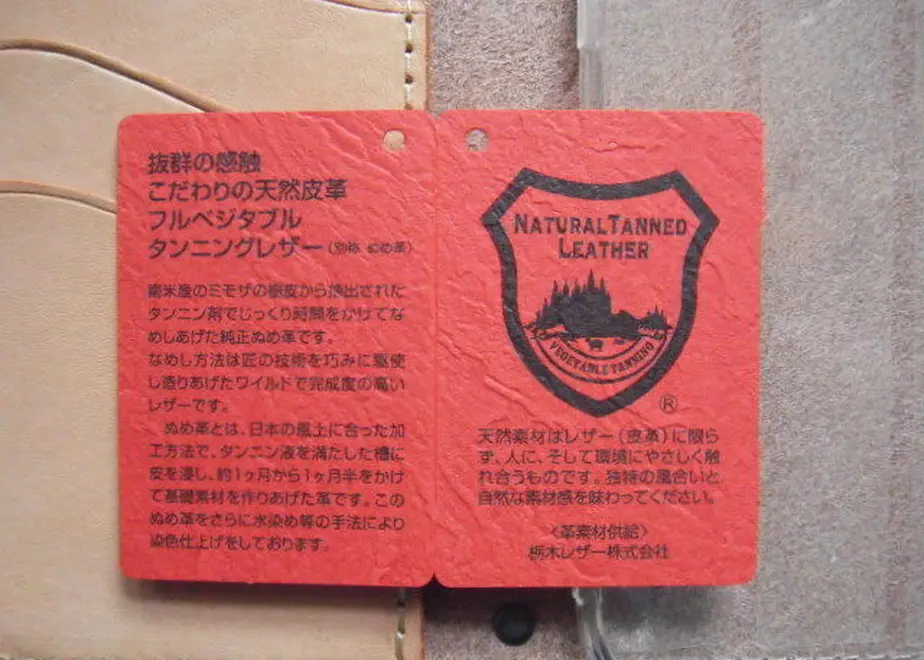 抜群の感触
こだわりの天然皮革
フルベジタブル
タンニングレザー（別称 ぬめ革）
南米産のミモザの樹皮から抽出された
タンニン剤でじっくり時間をかけてな
めしあげた純正ぬめ革です。
なめし方法は匠の技術を巧みに駆使
し造りあげたワイルドで完成度の高い
レザーです。
ぬめ革とは、日本の風土に合った加
工方法で、タンニン液を満たした槽に
皮を浸し、約1ヶ月から1ヶ月半をかけ
て基礎素材を作りあげた革です。この
ぬめ革をさらに水染め等の手法により
染色仕上げをしております。
NATURAL TANNED
LEATHER
VEGETABLE TANNING
®
天然素材はレザー（皮革）に限ら
ず、人に、そして環境にやさしく触
れ合うものです。独特の風合いと
自然な素材感を味わってください。
〈革素材供給〉
栃木レザー株式会社